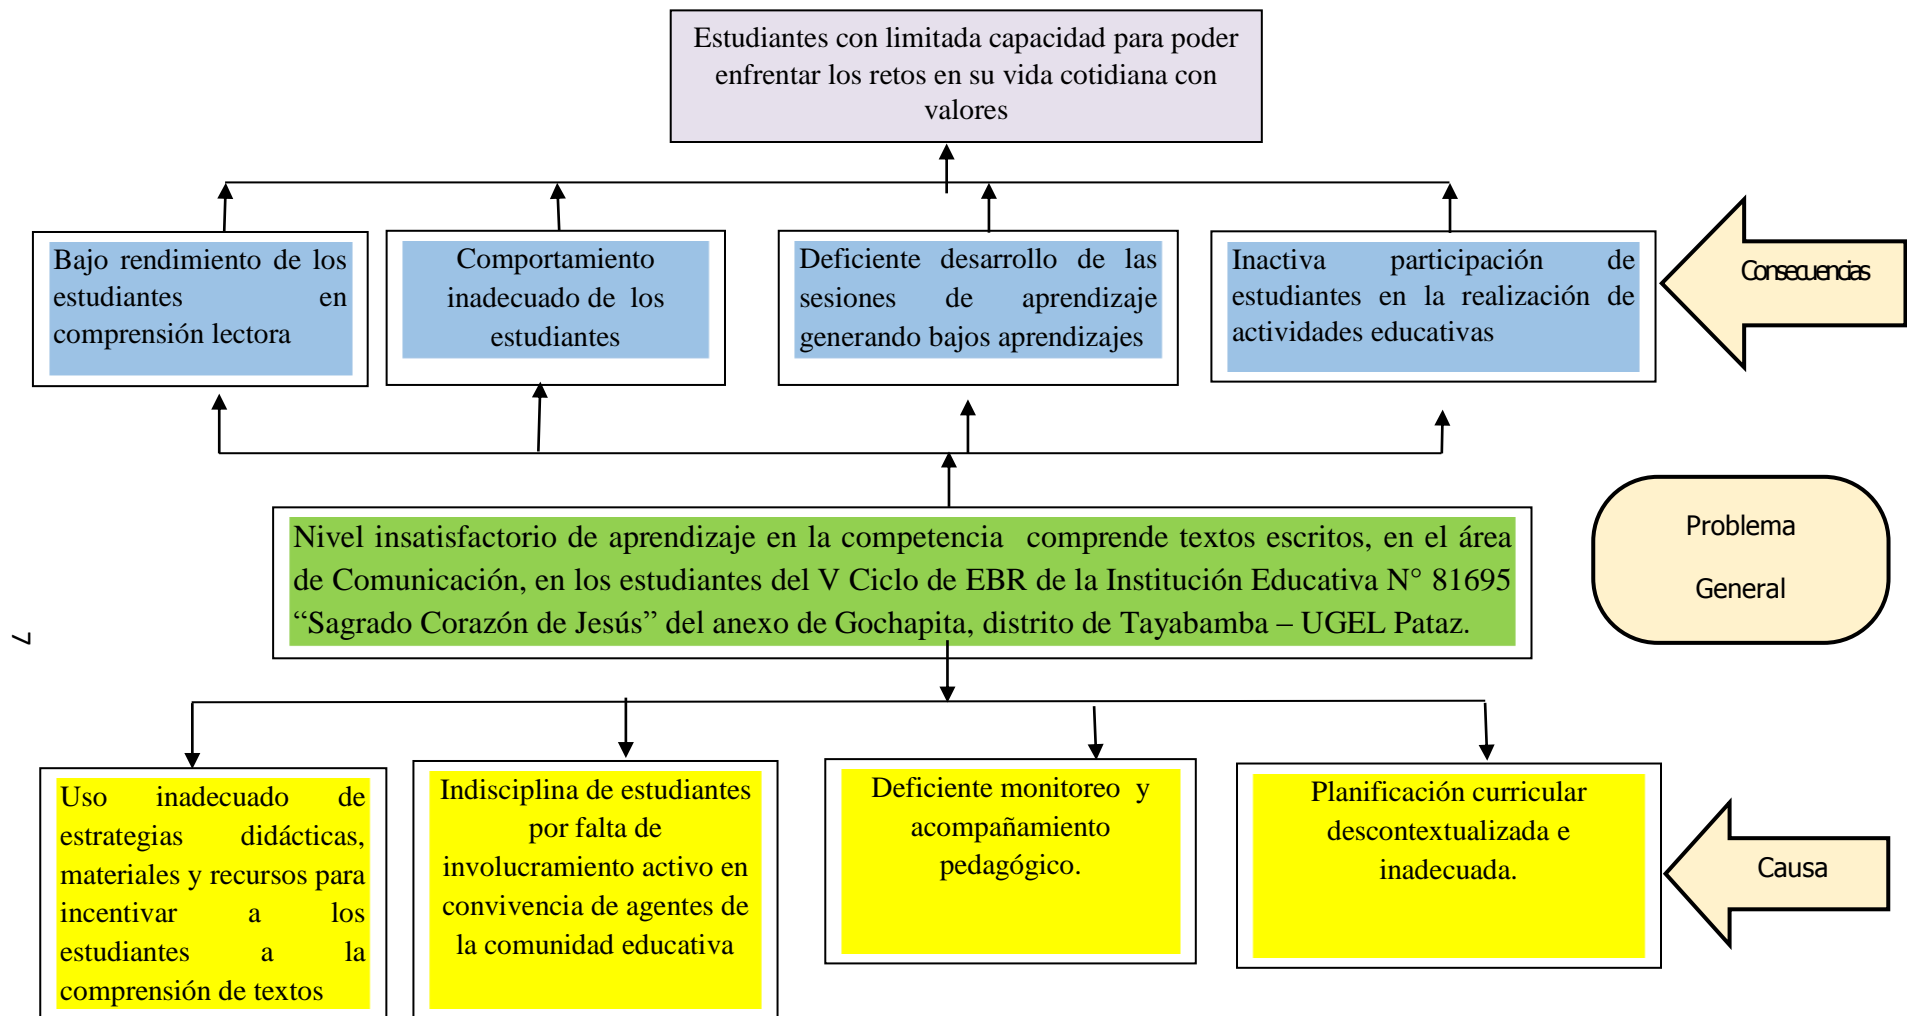 Estudiantes con limitada capacidad para poder
enfrentar los retos en su vida cotidiana con
valores
Bajo rendimiento de los
estudiantes en
comprensión lectora
Comportamiento
inadecuado de los
estudiantes
Deficiente desarrollo de las
sesiones de aprendizaje
generando bajos aprendizajes
Inactiva participación de
estudiantes en la realización de
actividades educativas
Consecuencias
Nivel insatisfactorio de aprendizaje en la competencia comprende textos escritos, en el área
de Comunicación, en los estudiantes del V Ciclo de EBR de la Institución Educativa N° 81695
“Sagrado Corazón de Jesús” del anexo de Gochapita, distrito de Tayabamba – UGEL Pataz.
Problema
General
7
Uso inadecuado de
estrategias didácticas,
materiales y recursos para
incentivar a los
estudiantes a la
comprensión de textos
Indisciplina de estudiantes
por falta de
involucramiento activo en
convivencia de agentes de
la comunidad educativa
Deficiente monitoreo y
acompañamiento
pedagógico.
Planificación curricular
descontextualizada e
inadecuada.
Causa